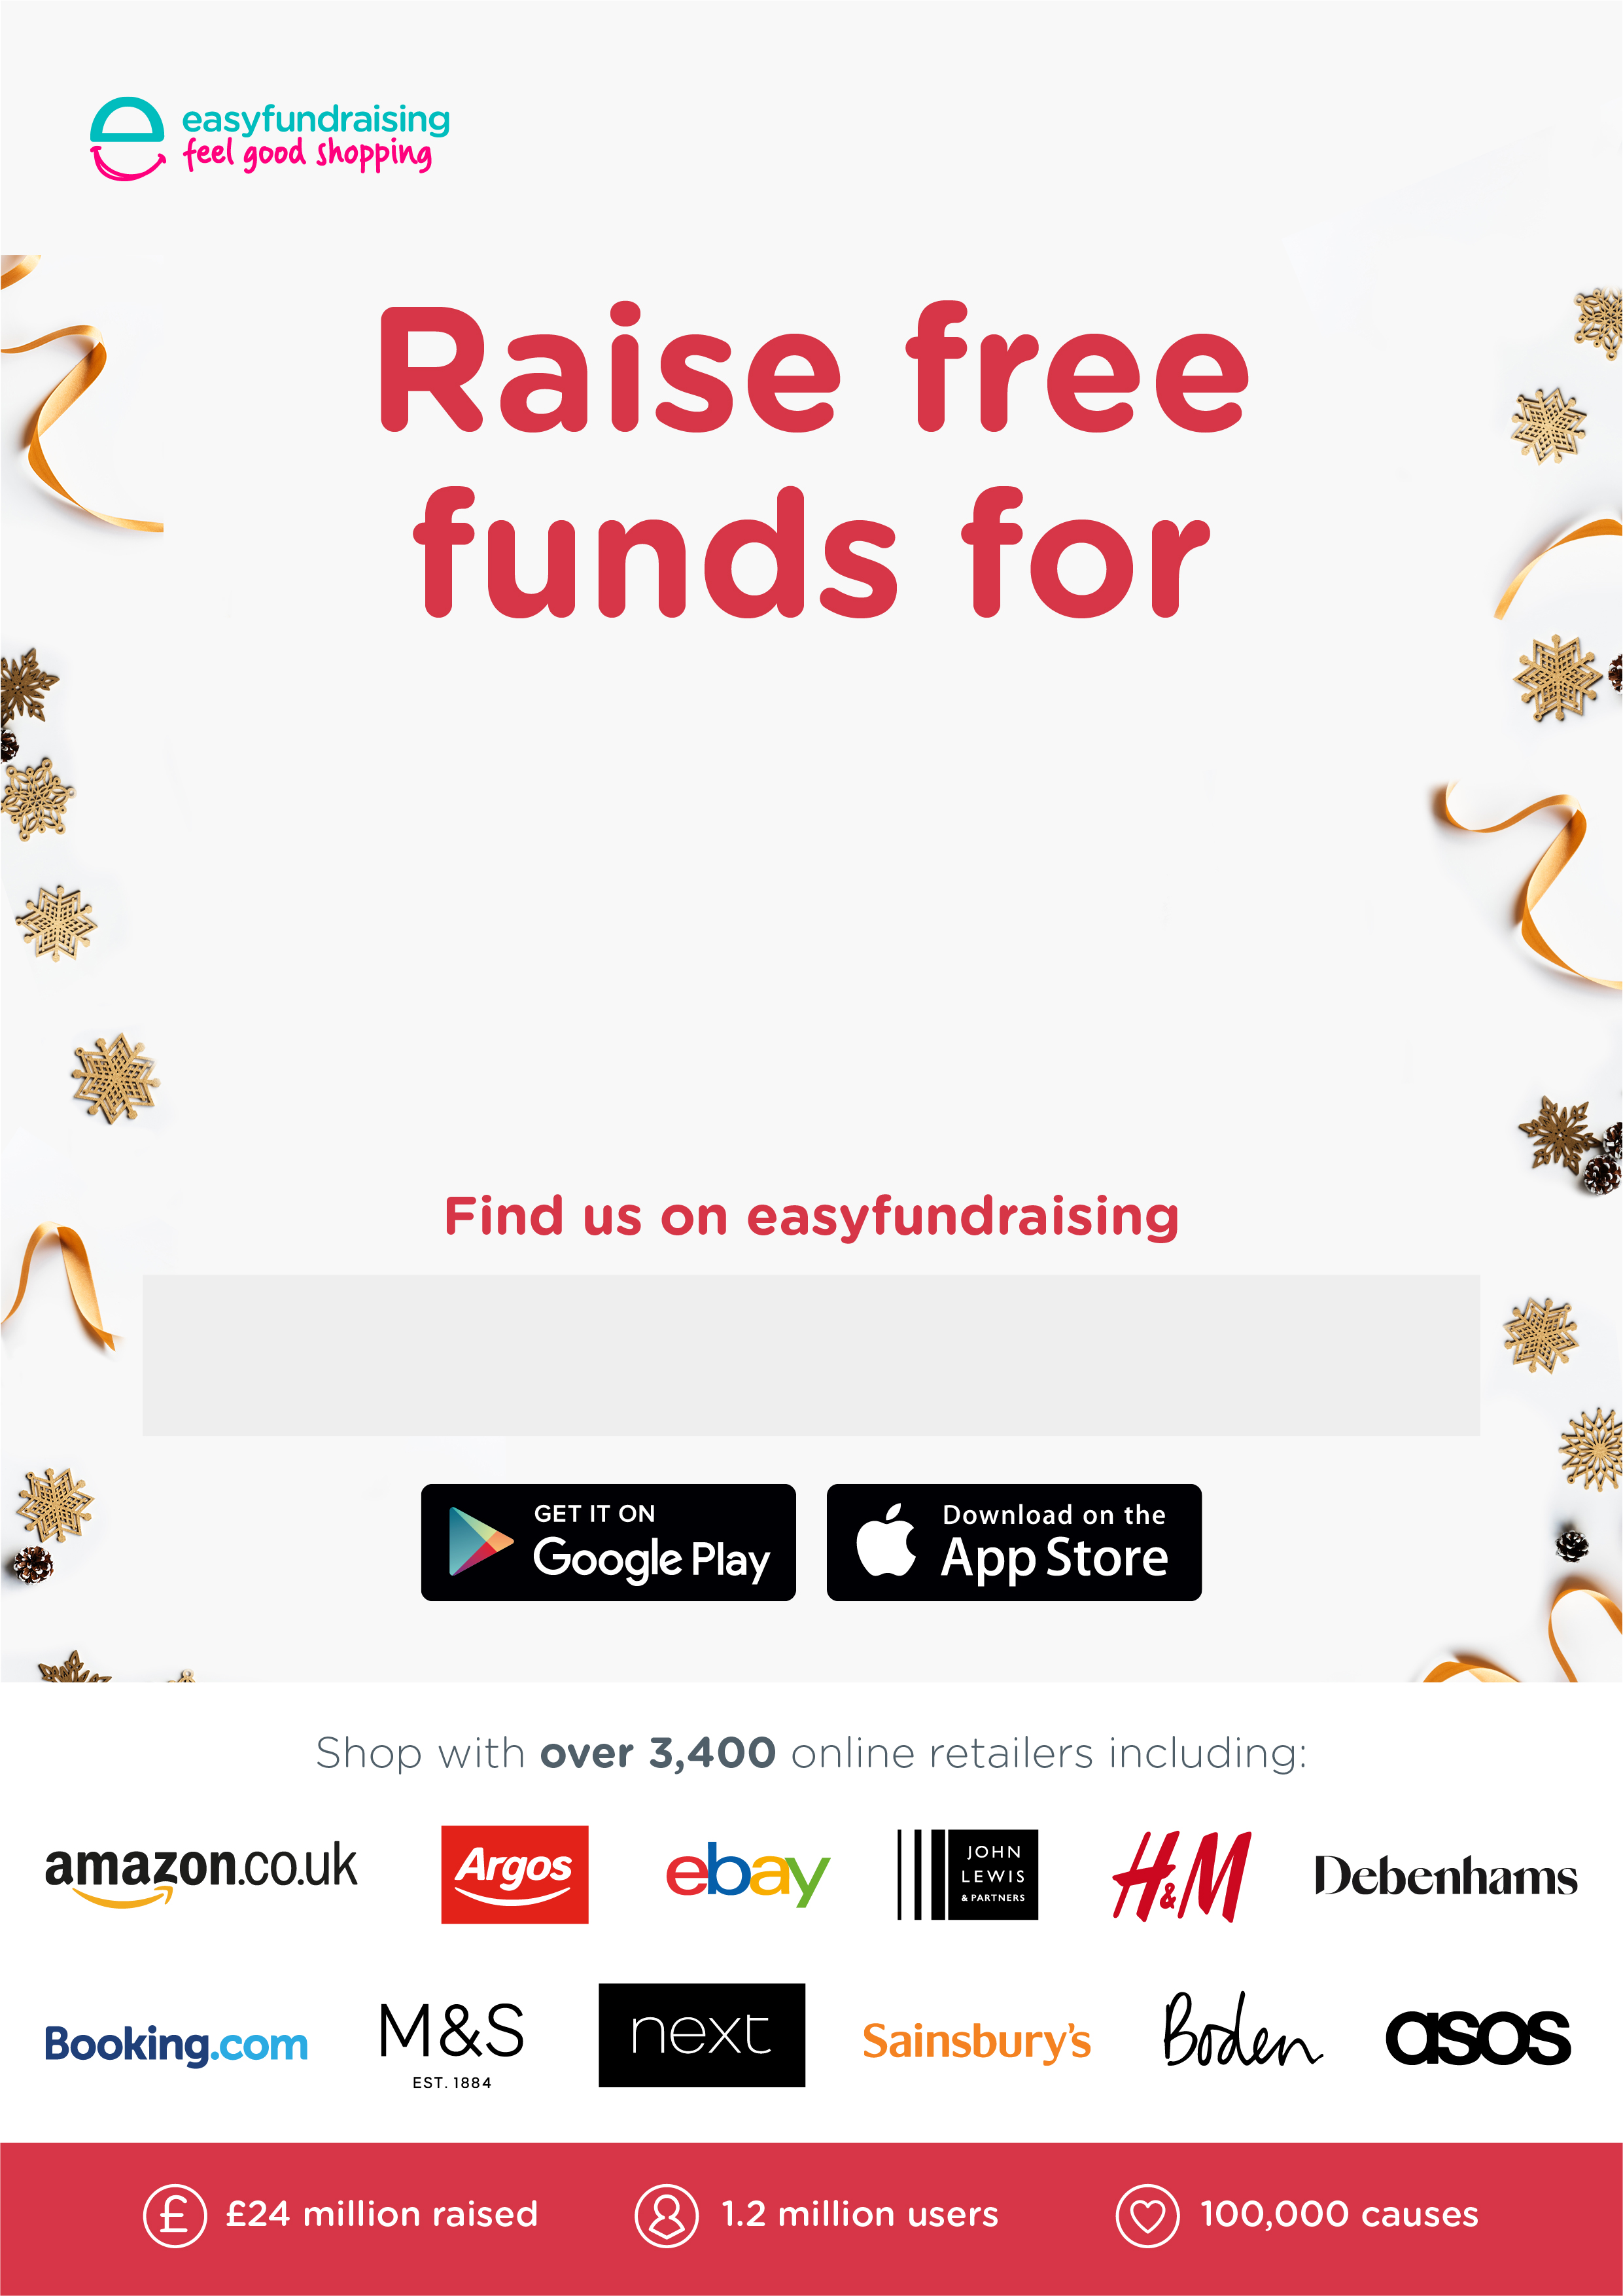 easyfundraising
feel good shopping
Raise free
funds for
Find us on easyfundraising
GET IT ON
Google Play
Download on the
App Store
Shop with over 3,400 online retailers including:
amazon.co.uk
Argos
ebay
JOHN
LEWIS
& PARTNERS
H&M
Debenhams
Booking.com
M&S
EST. 1884
next
Sainsbury's
Boden
asos
£24 million raised
1.2 million users
100,000 causes